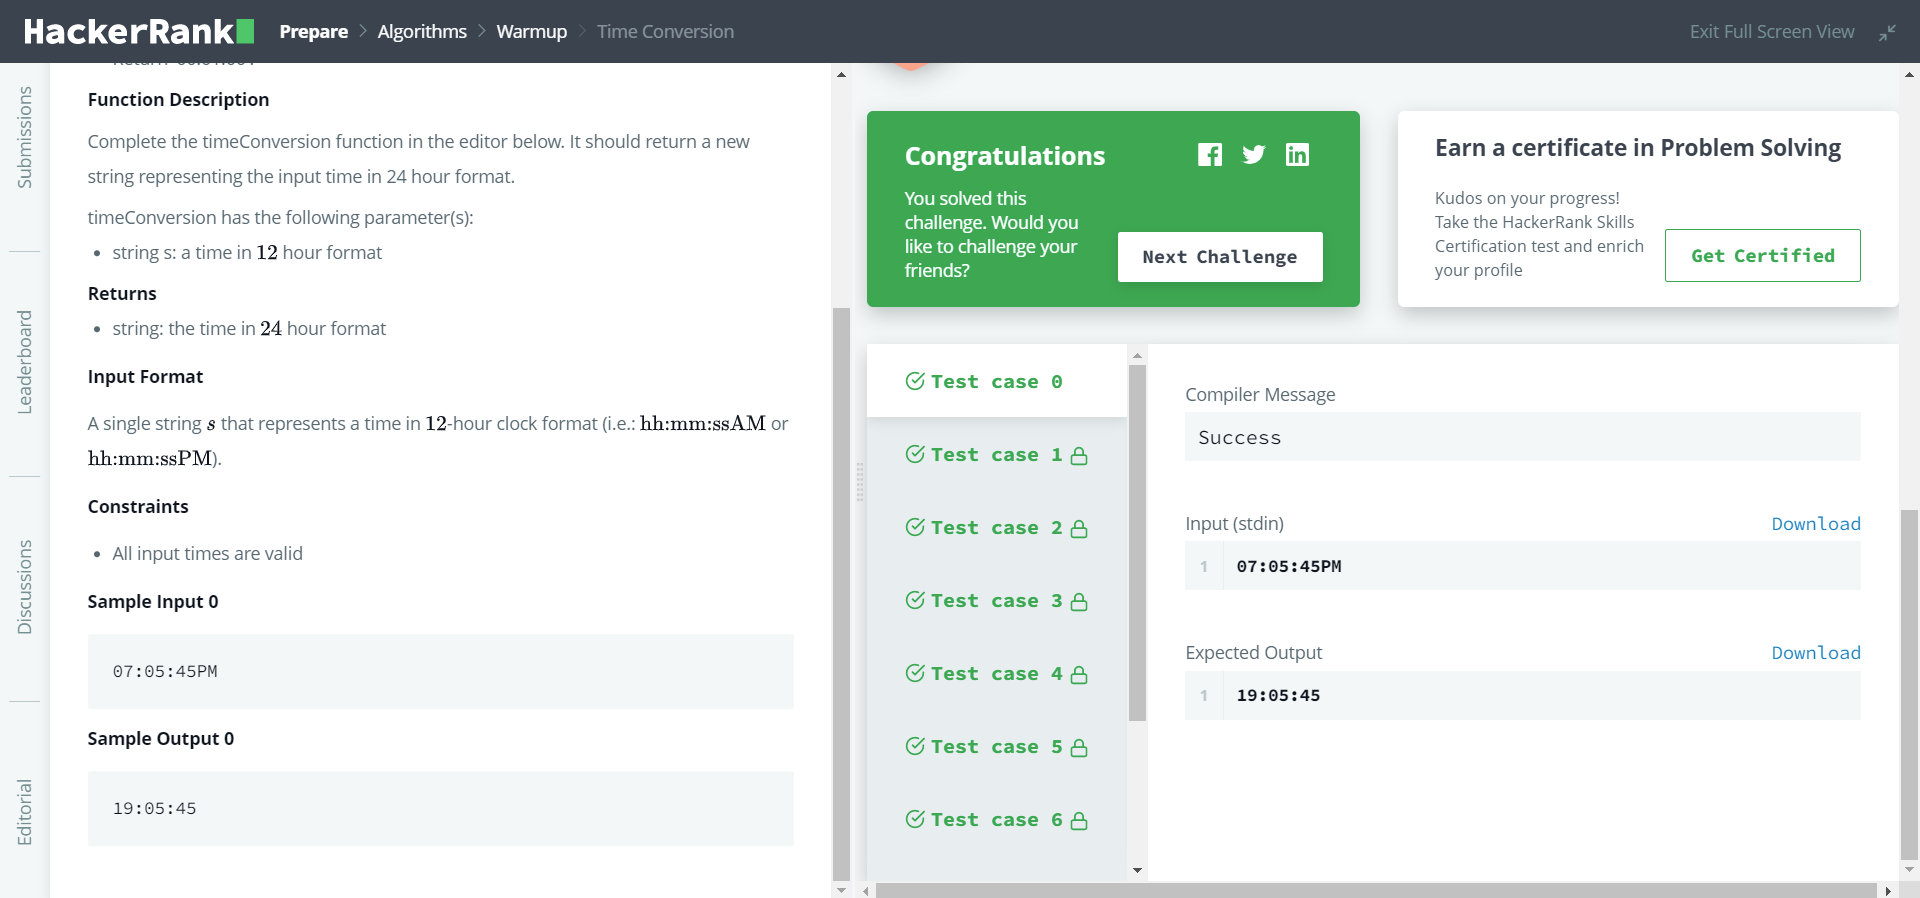 HackerRank
Prepare
Algorithms
Warmup
Time Conversion
Exit Full Screen View
Submissions
Leaderboard
Discussions
Editorial
Function Description
Complete the timeConversion function in the editor below. It should return a new
string representing the input time in 24 hour format.
timeConversion has the following parameter(s):
• string s: a time in 12 hour format
Returns
• string: the time in 24 hour format
Input Format
A single string s that represents a time in 12-hour clock format (i.e.: hh:mm:ssAM or
hh:mm:ssPM).
Constraints
• All input times are valid
Sample Input 0
07:05:45PM
Sample Output 0
19:05:45
Congratulations
You solved this
challenge. Would you
like to challenge your
friends?
Next Challenge
Earn a certificate in Problem Solving
Kudos on your progress!
Take the HackerRank Skills
Certification test and enrich
your profile
Get Certified
Test case 0
Test case 1
Test case 2
Test case 3
Test case 4
Test case 5
Test case 6
Compiler Message
Success
Input (stdin)
Download
1 07:05:45PM
Expected Output
Download
1 19:05:45